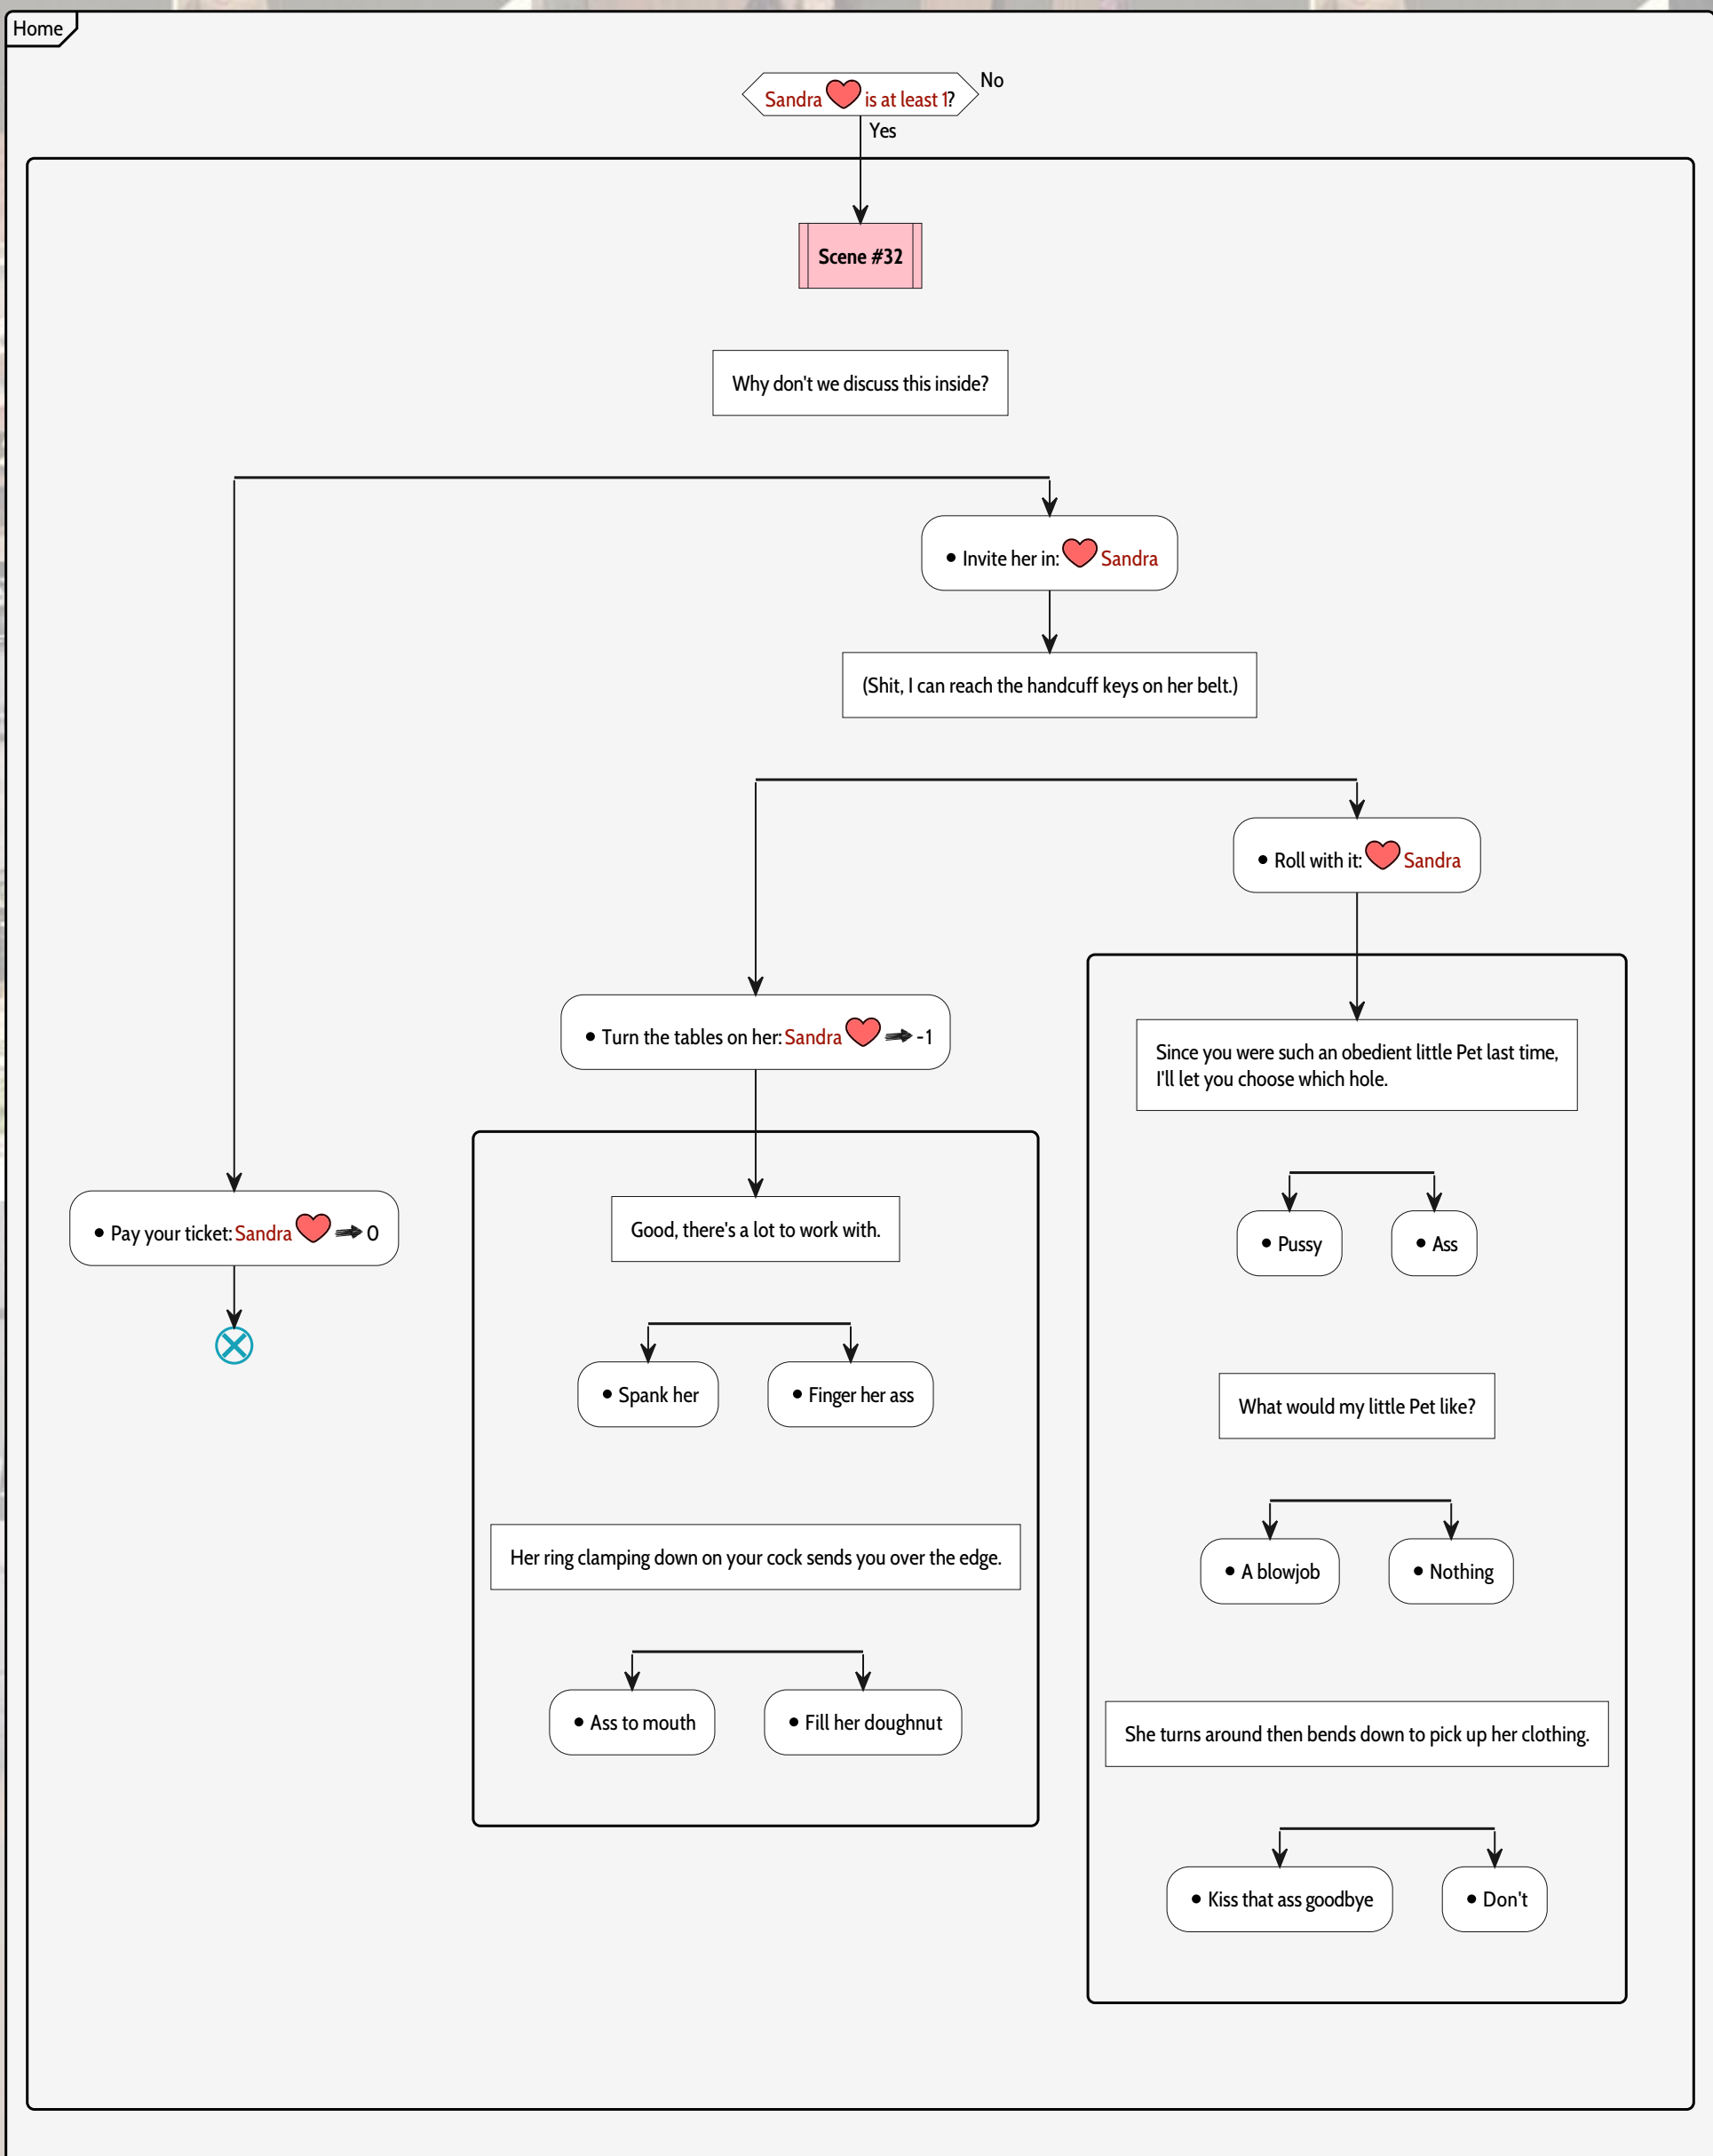 Home
Sandra is at least 1?
No
Yes
Scene #32
Why don't we discuss this inside?
• Invite her in: Sandra
(Shit, I can reach the handcuff keys on her belt.)
• Roll with it: Sandra
• Turn the tables on her: Sandra -1
Since you were such an obedient little Pet last time,
I'll let you choose which hole.
• Pay your ticket: Sandra 0
Good, there's a lot to work with.
• Pussy
• Ass
• Spank her
• Finger her ass
What would my little Pet like?
Her ring clamping down on your cock sends you over the edge.
• A blowjob
• Nothing
• Ass to mouth
• Fill her doughnut
She turns around then bends down to pick up her clothing.
• Kiss that ass goodbye
• Don't